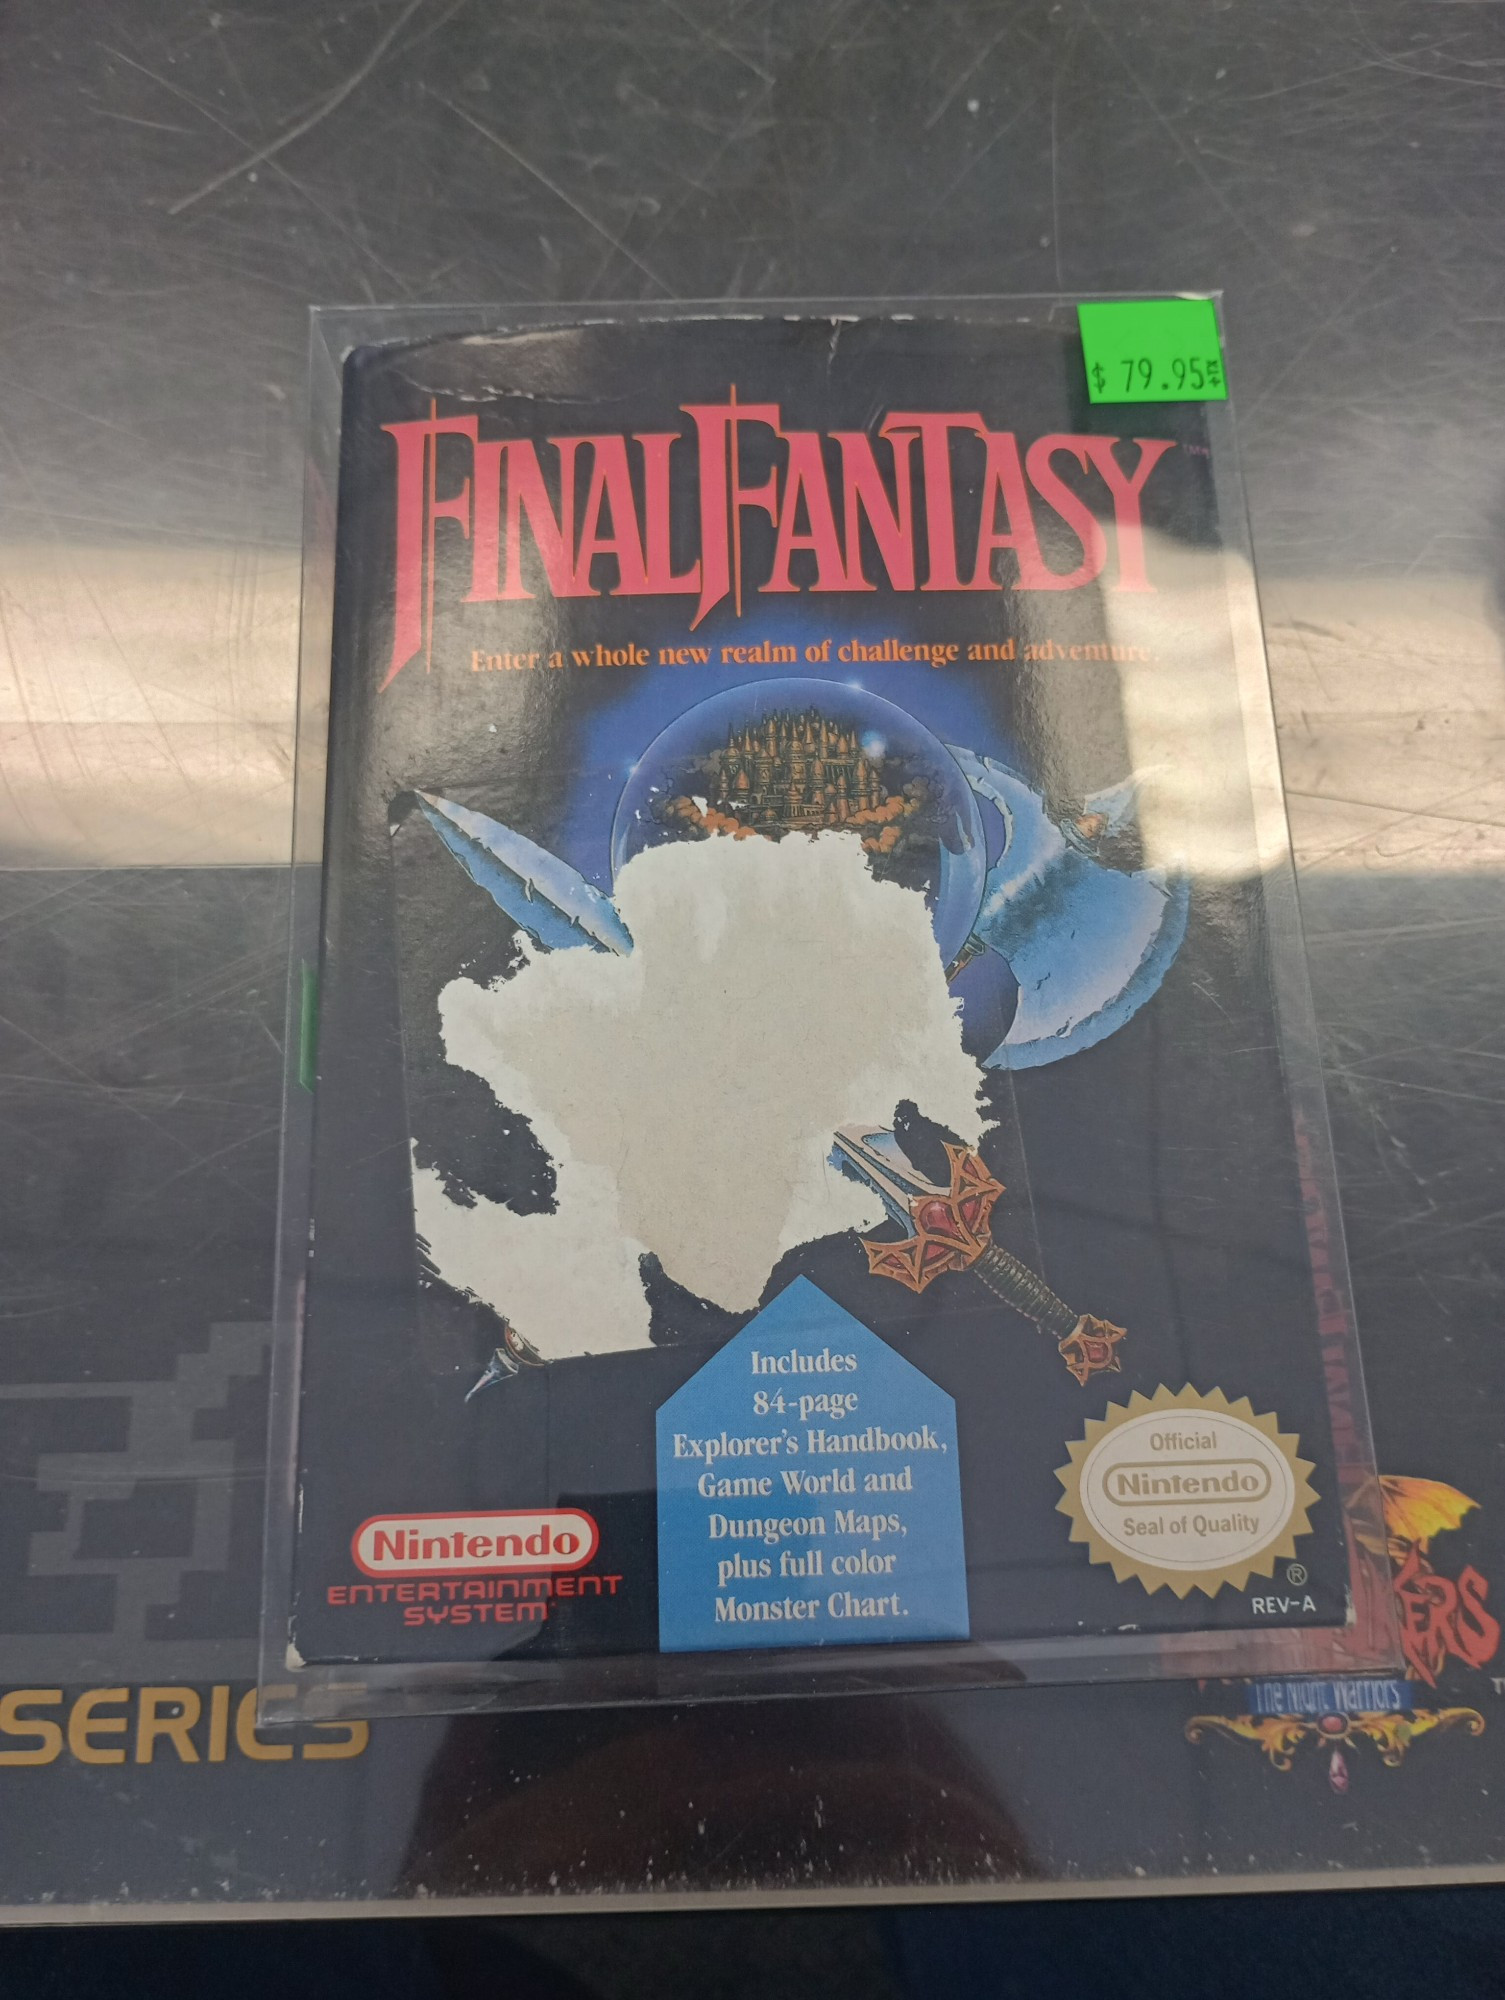 $ 79.95
FINAL FANTASY
Enter a whole new realm of challenge and adventure.
Includes
84-page
Explorer's Handbook,
Game World and
Dungeon Maps,
plus full color
Monster Chart.
Nintendo
ENTERTAINMENT
SYSTEM
Official
Nintendo
Seal of Quality
®
REV-A
SERIES
The Night Warriors